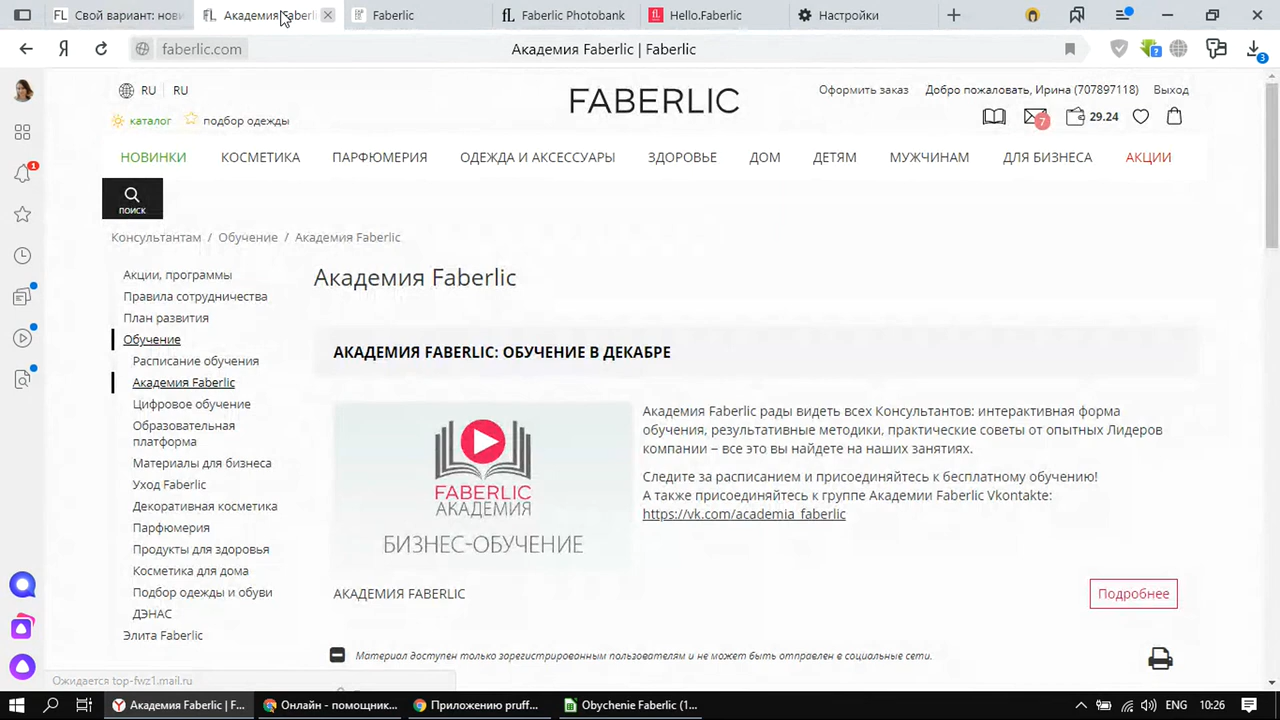 Свой вариант: нови
Академия Faberli
Faberlic
Faberlic Photobank
Hello.Faberlic
Настройки
faberlic.com
Академия Faberlic | Faberlic
3
RU RU
FABERLIC
Оформить заказ
Добро пожаловать, Ирина (707897118)
Выход
каталог
подбор одежды
7
29.24
НОВИНКИ КОСМЕТИКА ПАРФЮМЕРИЯ ОДЕЖДА И АКСЕССУАРЫ ЗДОРОВЬЕ ДОМ ДЕТЯМ МУЖЧИНАМ ДЛЯ БИЗНЕСА АКЦИИ
1
ПОИСК
Консультантам / Обучение / Академия Faberlic
Акции, программы
Правила сотрудничества
План развития
Обучение
Расписание обучения
Академия Faberlic
Цифровое обучение
Образовательная
платформа
Материалы для бизнеса
Уход Faberlic
Декоративная косметика
Парфюмерия
Продукты для здоровья
Косметика для дома
Подбор одежды и обуви
ДЭНАС
Элита Faberlic
Академия Faberlic
АКАДЕМИЯ FABERLIC: ОБУЧЕНИЕ В ДЕКАБРЕ
FABERLIC
АКАДЕМИЯ
БИЗНЕС-ОБУЧЕНИЕ
Академия Faberlic рады видеть всех Консультантов: интерактивная форма
обучения, результативные методики, практические советы от опытных Лидеров
компании – все это вы найдете на наших занятиях.
Следите за расписанием и присоединяйтесь к бесплатному обучению!
А также присоединяйтесь к группе Академии Faberlic Vkontakte:
https://vk.com/academia_faberlic
АКАДЕМИЯ FABERLIC
Подробнее
Материал доступен только зарегистрированным пользователям и не может быть отправлен в социальные сети.
Ожидается top-fwz1.mail.ru
Академия Faberlic | F...
Онлайн - помощник...
Приложению pruff...
Obychenie Faberlic (1...
ENG
10:26